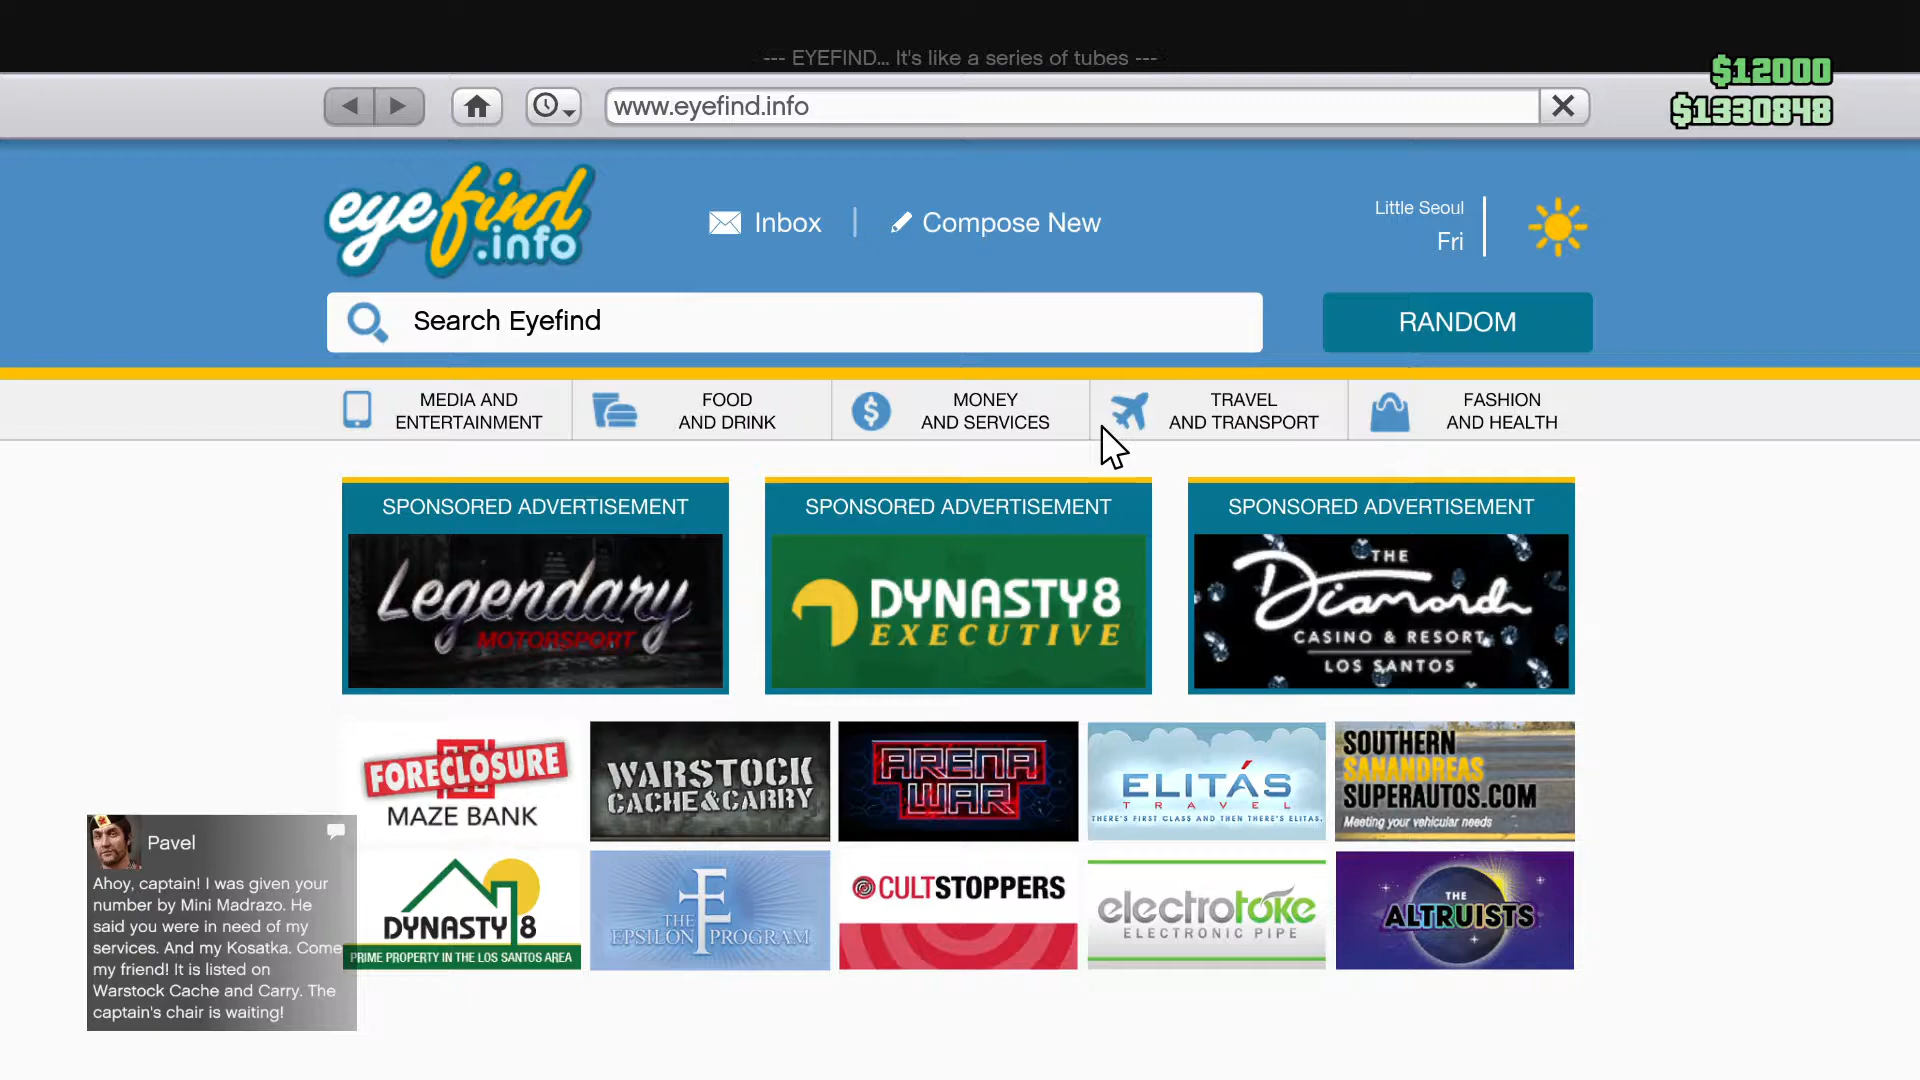 --- EYEFIND... It's like a series of tubes ---
$12000
www.eyefind.info
$1330848
eyefind
.info
Inbox
Compose New
Little Seoul
Fri
Search Eyefind
RANDOM
MEDIA AND
ENTERTAINMENT
FOOD
AND DRINK
MONEY
AND SERVICES
TRAVEL
AND TRANSPORT
FASHION
AND HEALTH
SPONSORED ADVERTISEMENT
Legendary
MOTORSPORT
SPONSORED ADVERTISEMENT
DYNASTY8
EXECUTIVE
SPONSORED ADVERTISEMENT
THE
Diamond
CASINO & RESORT
LOS SANTOS
FORECLOSURE
MAZE BANK
WARSTOCK
CACHE&CARRY
ARENA
WAR
ELITÁS
TRAVEL
THERE'S FIRST CLASS AND THEN THERE'S ELITAS.
SOUTHERN
SANANDREAS
SUPERAUTOS.COM
Meeting your vehicular needs
DYNASTY 8
PRIME PROPERTY IN THE LOS SANTOS AREA
THE
EPSILON PROGRAM
CULTSTOPPERS
electrotoke
ELECTRONIC PIPE
THE
ALTRUISTS
Pavel
Ahoy, captain! I was given your
number by Mini Madrazo. He
said you were in need of my
services. And my Kosatka. Come
my friend! It is listed on
Warstock Cache and Carry. The
captain's chair is waiting!